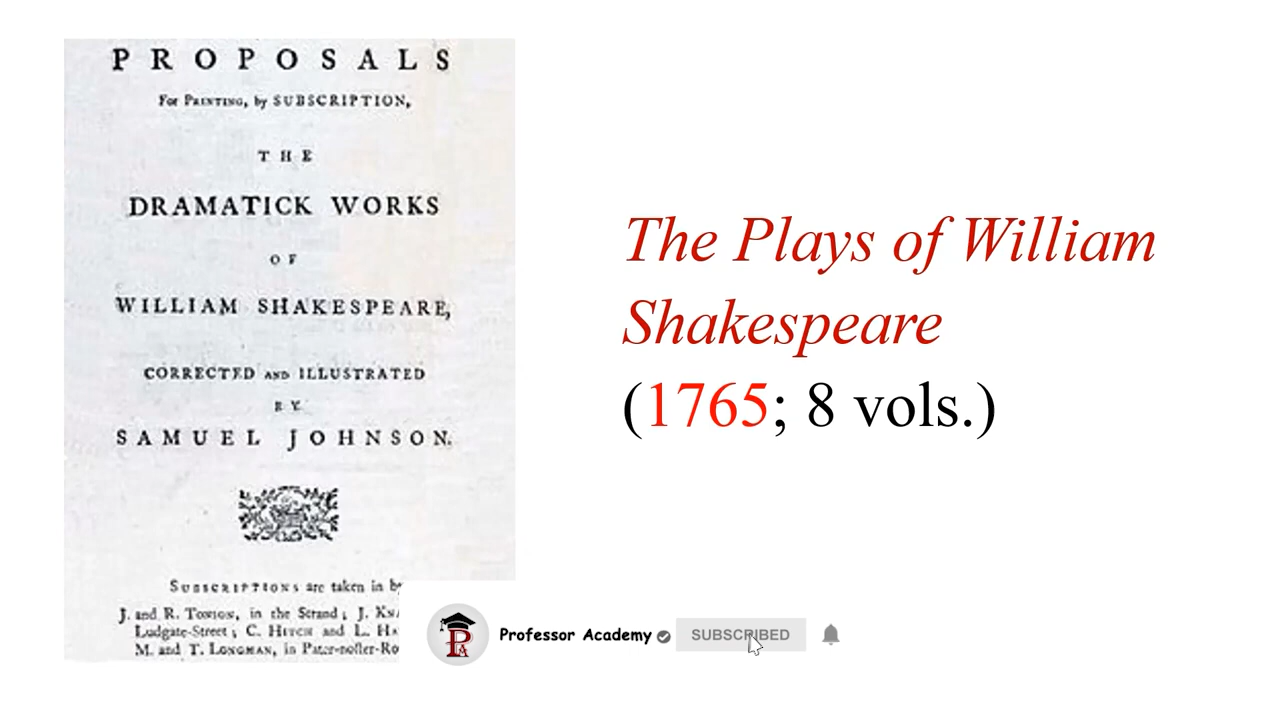 PROPOSALS
For PRINTING, by SUBSCRIPTION,
THE
DRAMATICK WORKS
OF
WILLIAM SHAKESPEARE,
CORRECTED AND ILLUSTRATED
BY
SAMUEL JOHNSON.
SUBSCRIPTIONS are taken in
J. and R. TONSON, in the Strand; J.
Ludgate-Street; C. HITCH and L.
M. and T. LONGMAN, in Pater-noster-Ro
The Plays of William
Shakespeare
(1765; 8 vols.)
Professor Academy SUBSCRIBED